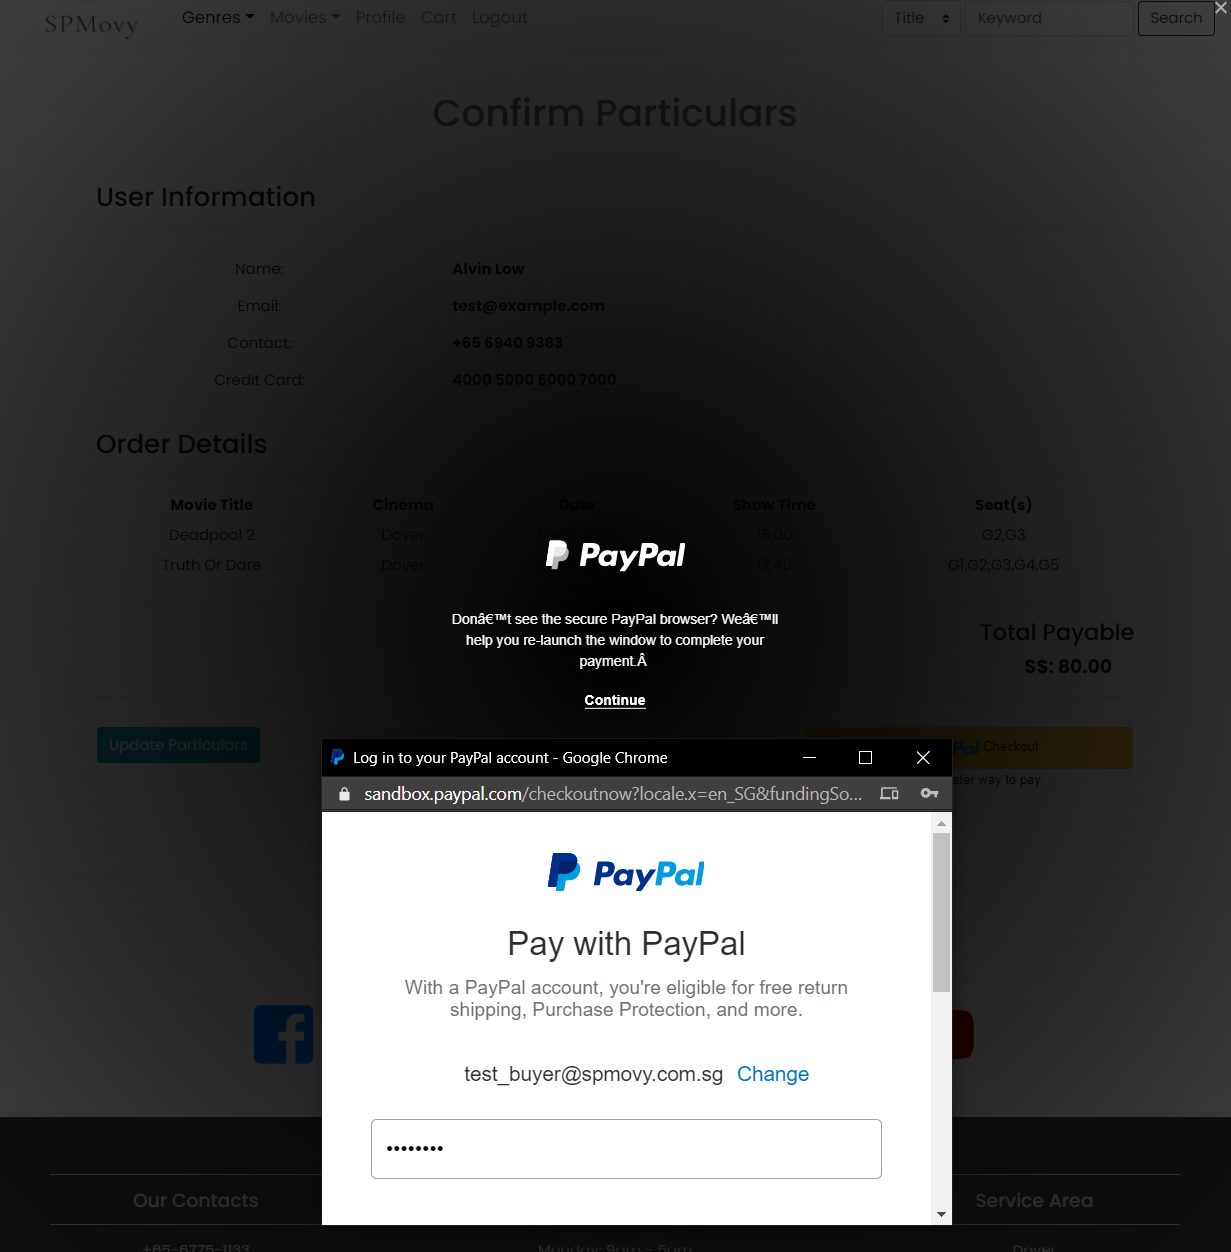 SPMovy Genres Movies Profile Cart Logout Title Keyword Search
Confirm Particulars
User Information
Name: Alvin Low
Email: test@example.com
Contact: +65 6940 9383
Credit Card: 4000 5000 6000 7000
Order Details
Movie Title Cinema Date Show Time Seat(s)
Deadpool 2 Dover 18:00 G2,G3
Truth Or Dare Dover 12:40 G1,G2,G3,G4,G5
PayPal
Donâ€™t see the secure PayPal browser? Weâ€™ll
help you re-launch the window to complete your
payment.Â
Continue
Total Payable
S$: 80.00
Update Particulars
Pal Checkout
ster way to pay.
Log in to your PayPal account - Google Chrome
sandbox.paypal.com/checkoutnow?locale.x=en_SG&fundingSo...
PayPal
Pay with PayPal
With a PayPal account, you're eligible for free return
shipping, Purchase Protection, and more.
test_buyer@spmovy.com.sg Change
••••••••
Our Contacts Service Area
+65-6775-1133 Monday: 9am - 5pm Dover